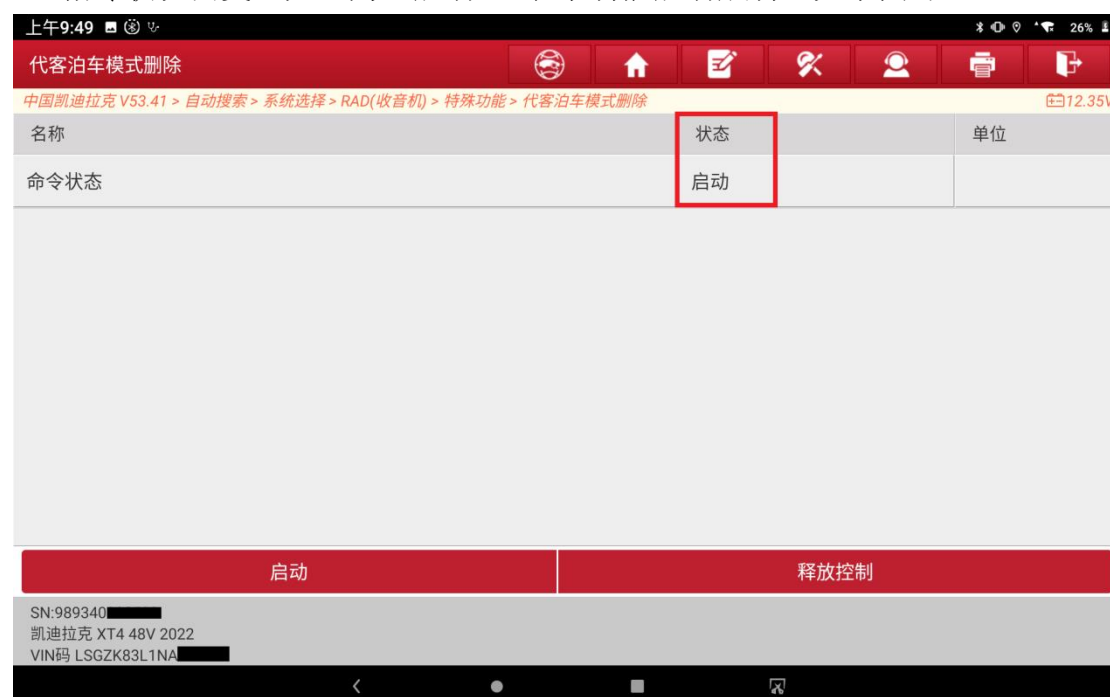 上午9:49 26%
代客泊车模式删除
中国凯迪拉克 V53.41 > 自动搜索 > 系统选择 > RAD(收音机) > 特殊功能 > 代客泊车模式删除 12.35V
名称 状态 单位
命令状态 启动
启动 释放控制
SN:989340
凯迪拉克 XT4 48V 2022
VIN码 LSGZK83L1NA